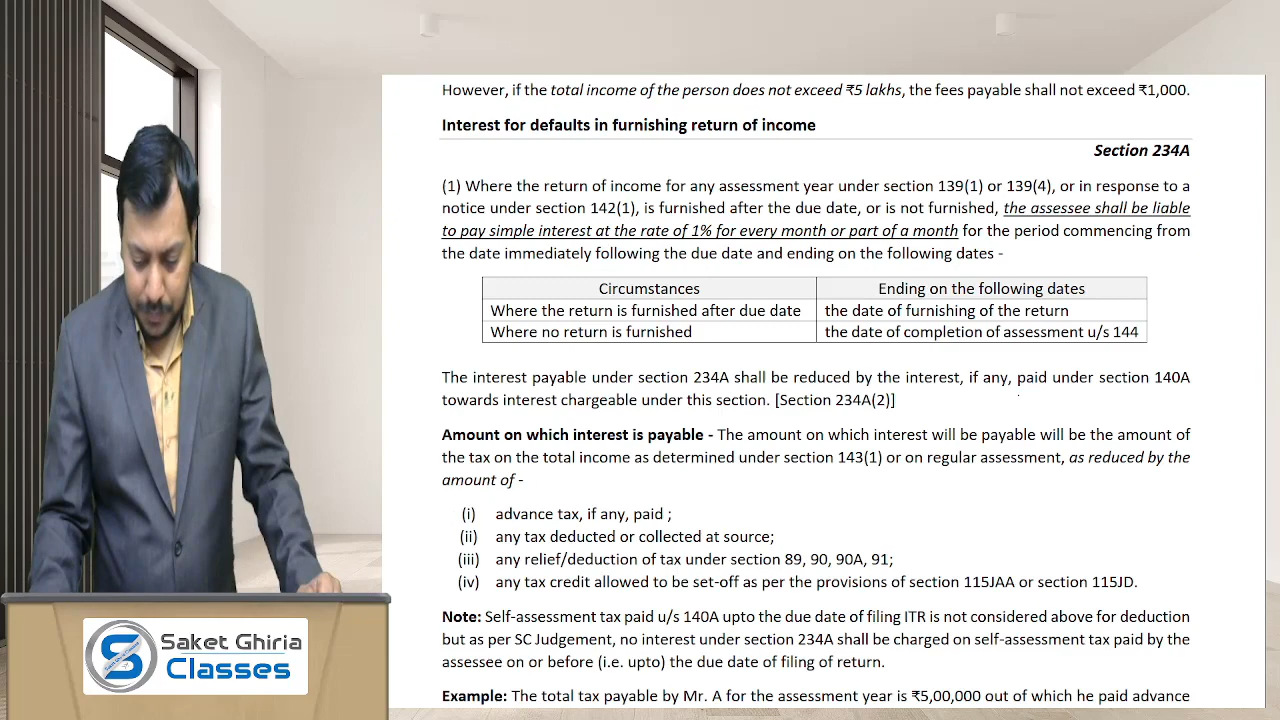 However, if the total income of the person does not exceed ₹5 lakhs, the fees payable shall not exceed ₹1,000.
Interest for defaults in furnishing return of income
Section 234A
(1) Where the return of income for any assessment year under section 139(1) or 139(4), or in response to a
notice under section 142(1), is furnished after the due date, or is not furnished, the assessee shall be liable
to pay simple interest at the rate of 1% for every month or part of a month for the period commencing from
the date immediately following the due date and ending on the following dates -
Circumstances Ending on the following dates
Where the return is furnished after due date the date of furnishing of the return
Where no return is furnished the date of completion of assessment u/s 144
The interest payable under section 234A shall be reduced by the interest, if any, paid under section 140A
towards interest chargeable under this section. [Section 234A(2)]
Amount on which interest is payable - The amount on which interest will be payable will be the amount of
the tax on the total income as determined under section 143(1) or on regular assessment, as reduced by the
amount of -
(i) advance tax, if any, paid ;
(ii) any tax deducted or collected at source;
(iii) any relief/deduction of tax under section 89, 90, 90A, 91;
(iv) any tax credit allowed to be set-off as per the provisions of section 115JAA or section 115JD.
Note: Self-assessment tax paid u/s 140A upto the due date of filing ITR is not considered above for deduction
but as per SC Judgement, no interest under section 234A shall be charged on self-assessment tax paid by the
assessee on or before (i.e. upto) the due date of filing of return.
Example: The total tax payable by Mr. A for the assessment year is ₹5,00,000 out of which he paid advance
Saket Ghiria
Classes